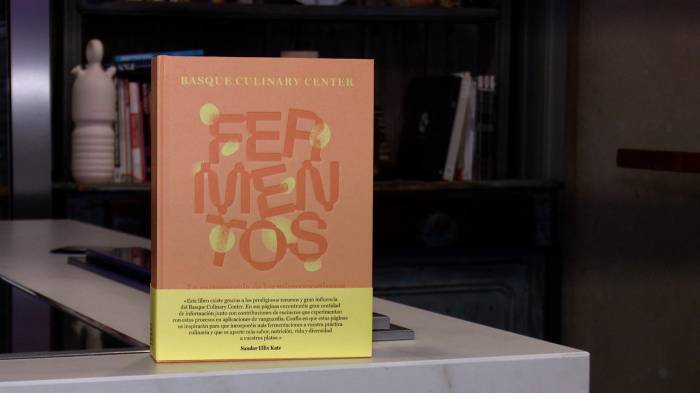 BASQUE CULINARY CENTER
FER
MEN
TOS
«Este libro existe gracias a los prodigiosos recursos y gran influencia
del Basque Culinary Center. En sus páginas encontraréis gran cantidad
de información junto con contribuciones de cocineros que experimentan
con estos procesos en aplicaciones de vanguardia. Confío en que estas páginas
os inspirarán para que incorporéis más fermentaciones a vuestra práctica
culinaria y que os aporte más sabor, nutrición, vida y diversidad
a vuestros platos.»
Sandor Ellix Katz